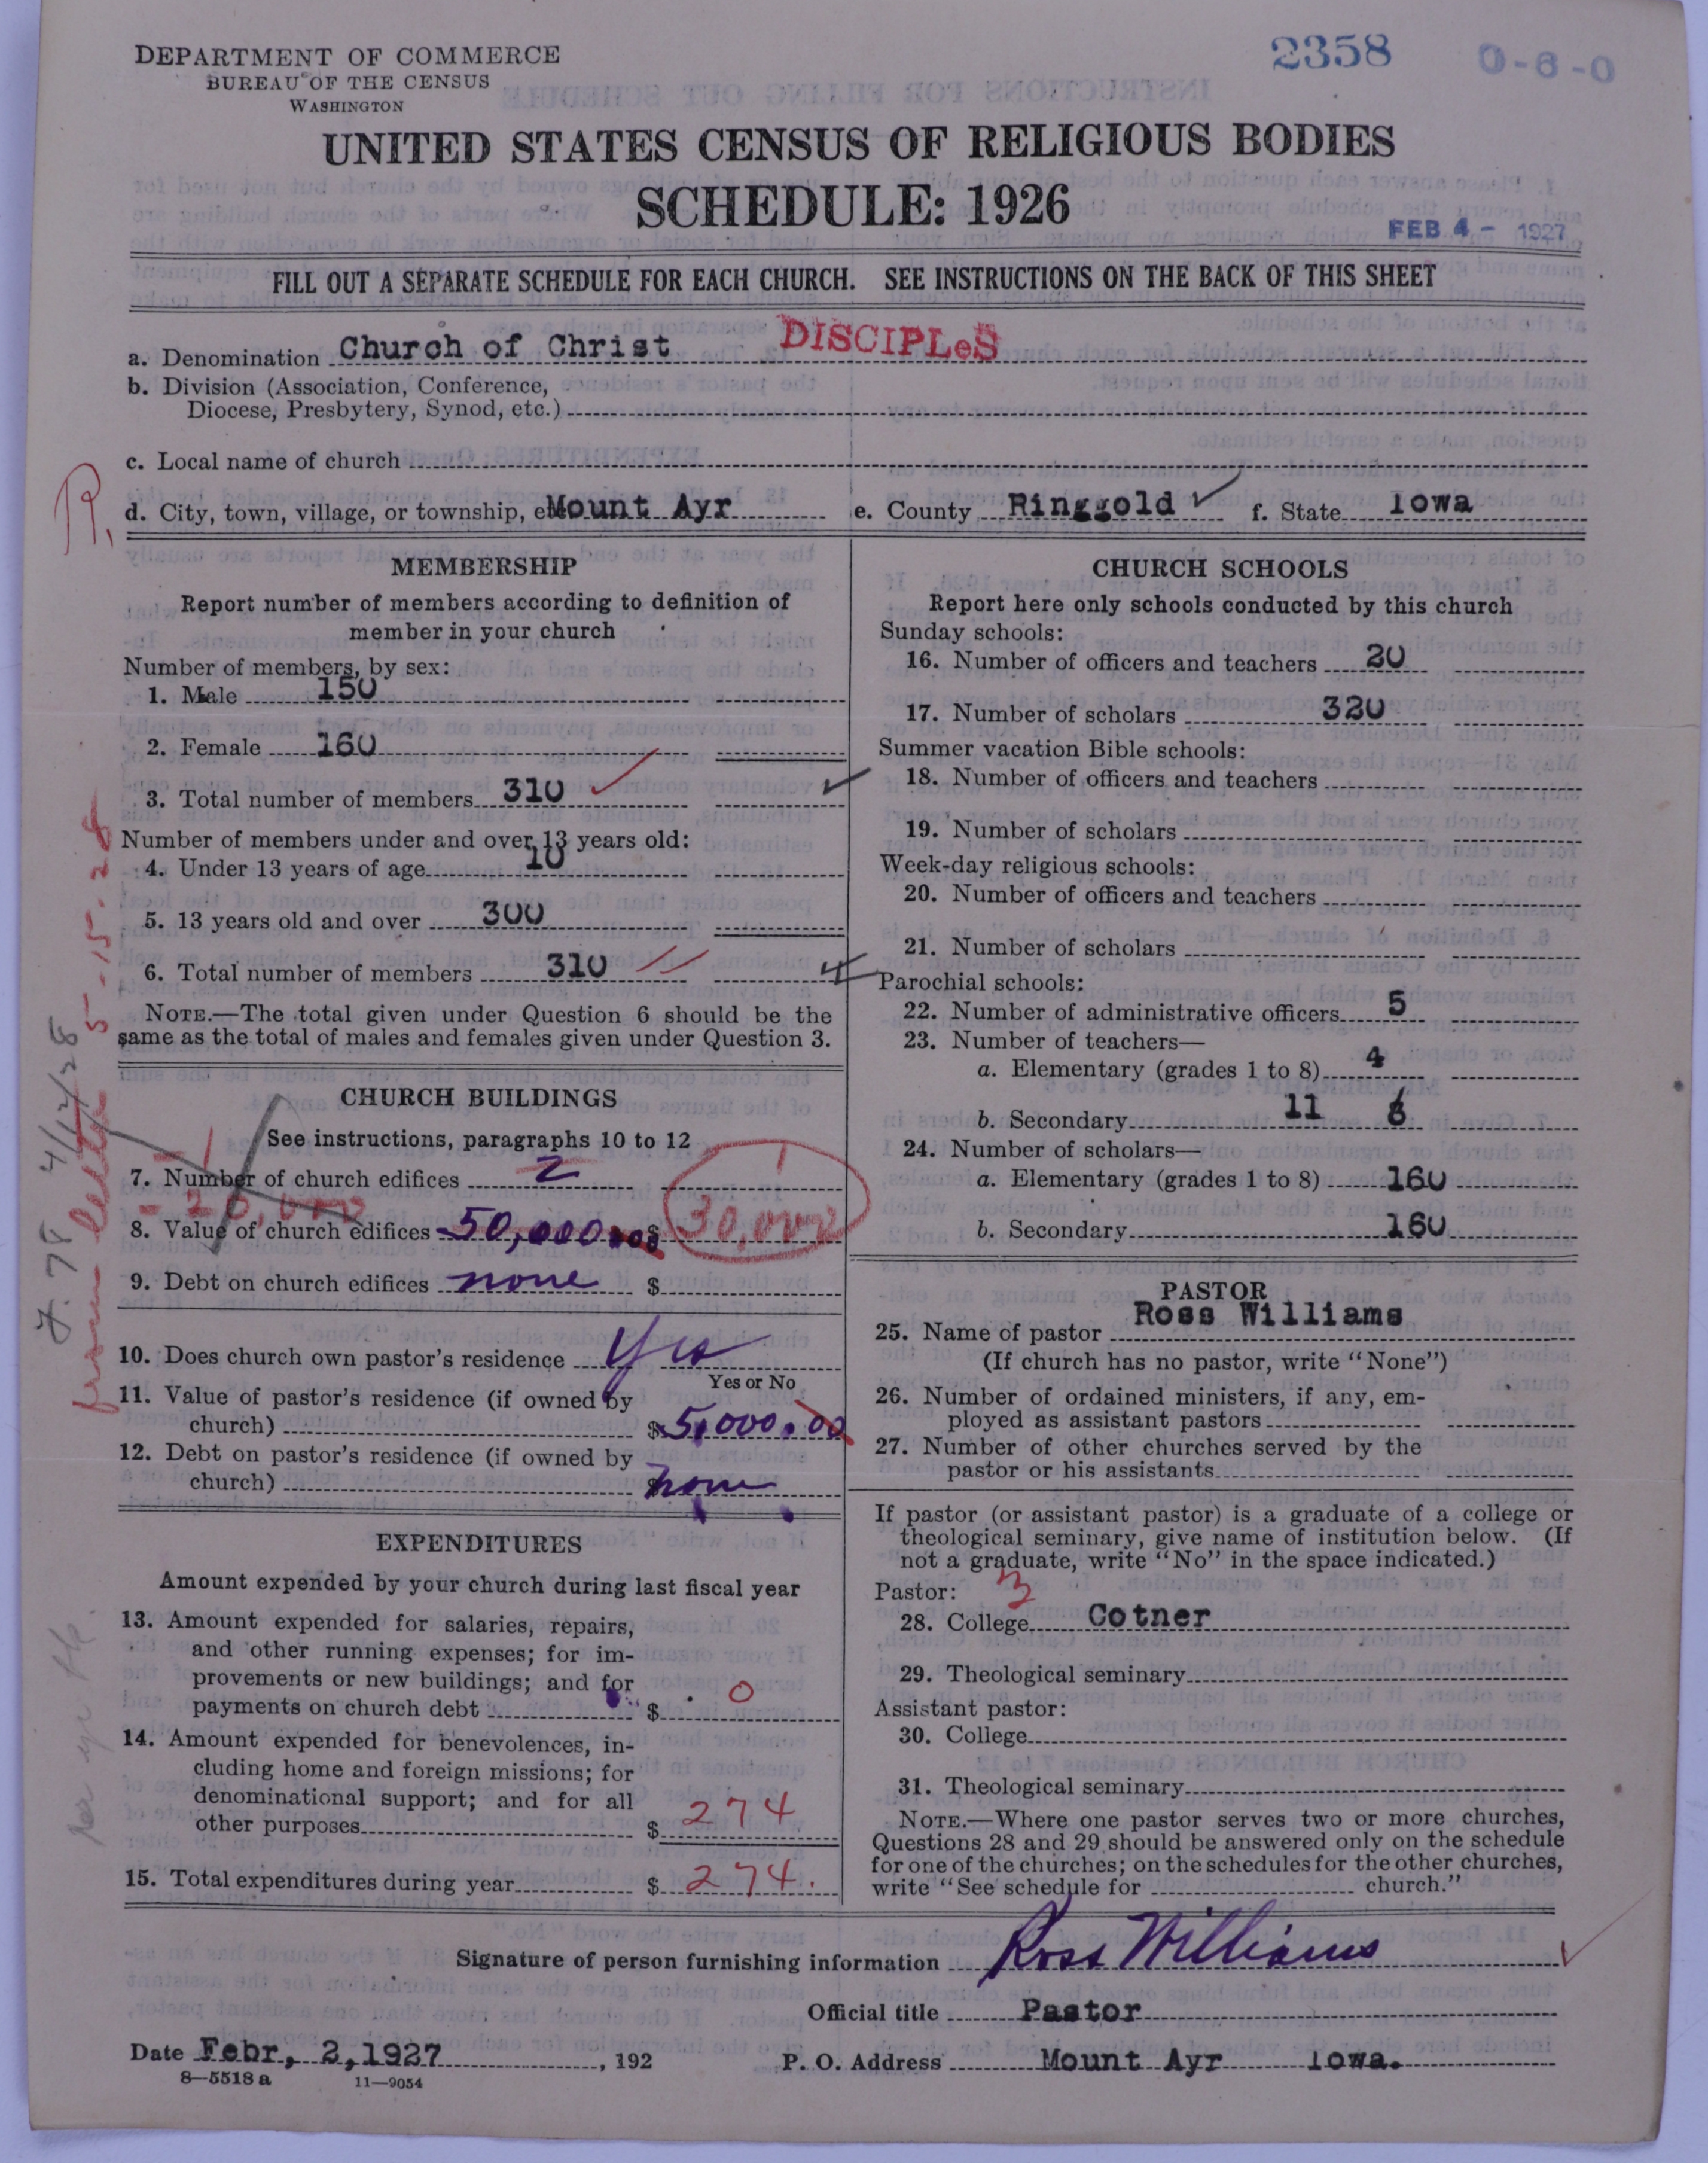 DEPARTMENT OF COMMERCE
BUREAU OF THE CENSUS
WASHINGTON
2358 0-6-0
UNITED STATES CENSUS OF RELIGIOUS BODIES
SCHEDULE: 1926
FEB 4 - 1927
FILL OUT A SEPARATE SCHEDULE FOR EACH CHURCH. SEE INSTRUCTIONS ON THE BACK OF THIS SHEET
a. Denomination Church of Christ DISCIPLeS
b. Division (Association, Conference,
Diocese, Presbytery, Synod, etc.)
c. Local name of church
R.
d. City, town, village, or township, etc Mount Ayr e. County Ringgold ✓ f. State Iowa
MEMBERSHIP
Report number of members according to definition of
member in your church
Number of members, by sex:
1. Male 150
2. Female 160
3. Total number of members 310
Number of members under and over 13 years old:
4. Under 13 years of age 10
5. 13 years old and over 300
6. Total number of members 310
NOTE.—The total given under Question 6 should be the
same as the total of males and females given under Question 3.
CHURCH BUILDINGS
See instructions, paragraphs 10 to 12
7. Number of church edifices 2 1
- 1
- 20,000
8. Value of church edifices 50,000 $ 30,000
9. Debt on church edifices none $
10. Does church own pastor's residence Yes
Yes or No
11. Value of pastor's residence (if owned by
church) $ 5,000.00
12. Debt on pastor's residence (if owned by
church) $ none
EXPENDITURES
Amount expended by your church during last fiscal year
13. Amount expended for salaries, repairs,
and other running expenses; for im-
provements or new buildings; and for
payments on church debt $ 0
14. Amount expended for benevolences, in-
cluding home and foreign missions; for
denominational support; and for all
other purposes $ 274
15. Total expenditures during year $ 274.
from letter 5-15-28
4/17/28
CHURCH SCHOOLS
Report here only schools conducted by this church
Sunday schools:
16. Number of officers and teachers 20
17. Number of scholars 320
Summer vacation Bible schools:
18. Number of officers and teachers
19. Number of scholars
Week-day religious schools:
20. Number of officers and teachers
21. Number of scholars
Parochial schools:
22. Number of administrative officers 5
23. Number of teachers—
a. Elementary (grades 1 to 8) 4
b. Secondary 11 6
24. Number of scholars—
a. Elementary (grades 1 to 8) 160
b. Secondary 160
PASTOR
25. Name of pastor Ross Williams
(If church has no pastor, write "None")
26. Number of ordained ministers, if any, em-
ployed as assistant pastors
27. Number of other churches served by the
pastor or his assistants
If pastor (or assistant pastor) is a graduate of a college or
theological seminary, give name of institution below. (If
not a graduate, write "No" in the space indicated.)
Pastor: 3
28. College Cotner
29. Theological seminary
Assistant pastor:
30. College
31. Theological seminary
NOTE.—Where one pastor serves two or more churches,
Questions 28 and 29 should be answered only on the schedule
for one of the churches; on the schedules for the other churches,
write "See schedule for church."
Signature of person furnishing information Ross Williams
Official title Pastor
Date Febr, 2,1927 , 192 P. O. Address Mount Ayr Iowa.
8—5518 a 11—9054